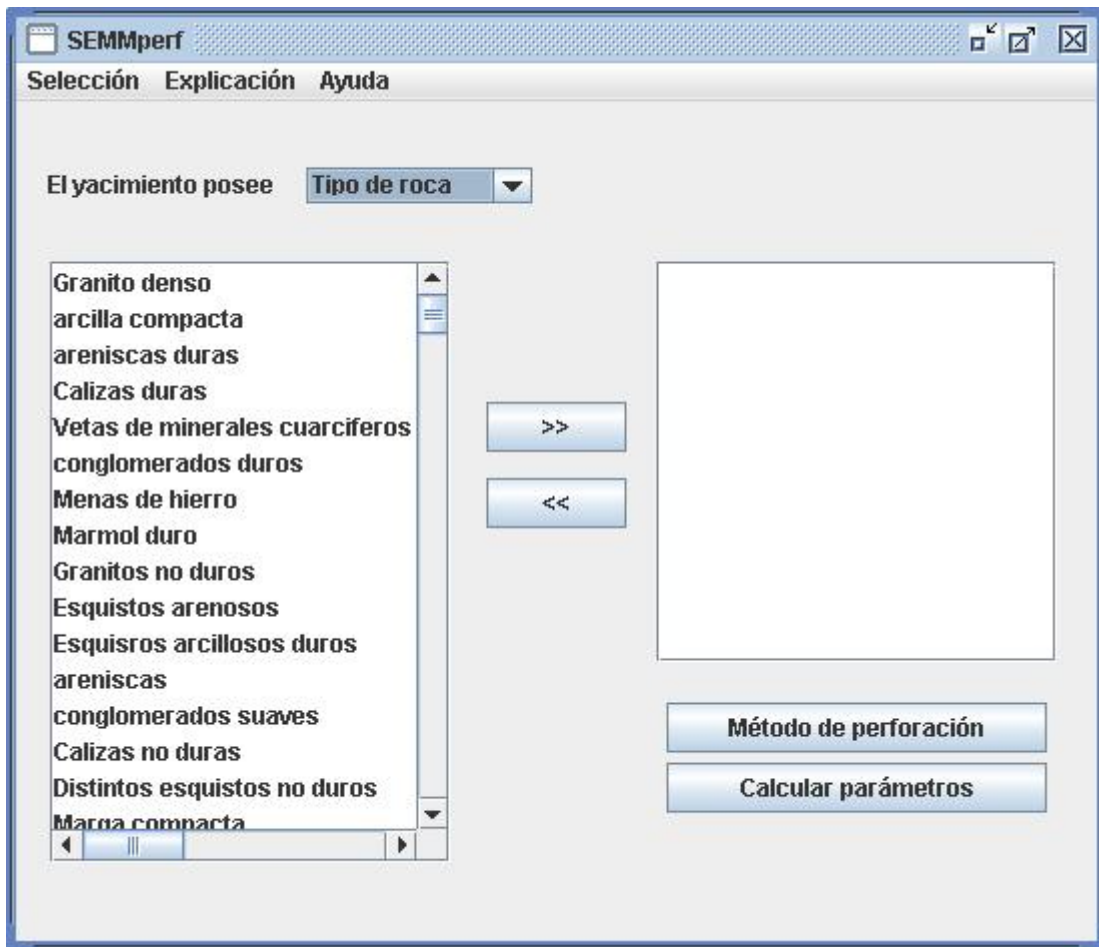 SEMMperf
Selección Explicación Ayuda
El yacimiento posee Tipo de roca
Granito denso
arcilla compacta
areniscas duras
Calizas duras
Vetas de minerales cuarciferos
conglomerados duros
Menas de hierro
Marmol duro
Granitos no duros
Esquistos arenosos
Esquisros arcillosos duros
areniscas
conglomerados suaves
Calizas no duras
Distintos esquistos no duros
Marga compacta
>>
<<
Método de perforación
Calcular parámetros